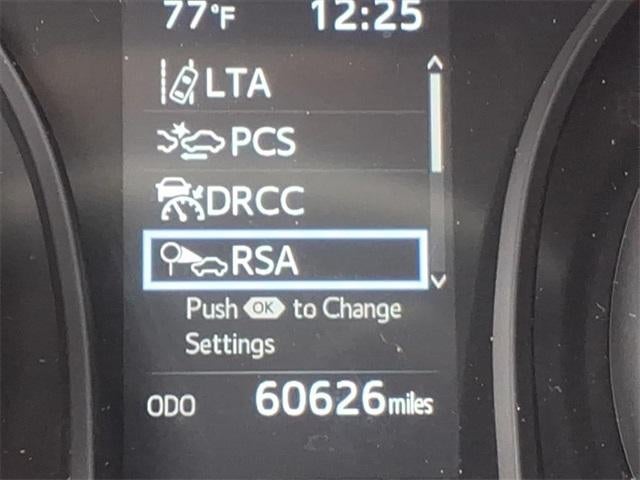 77°F 12:25
LTA
PCS
DRCC
RSA
Push OK to Change
Settings
ODO 60626 miles